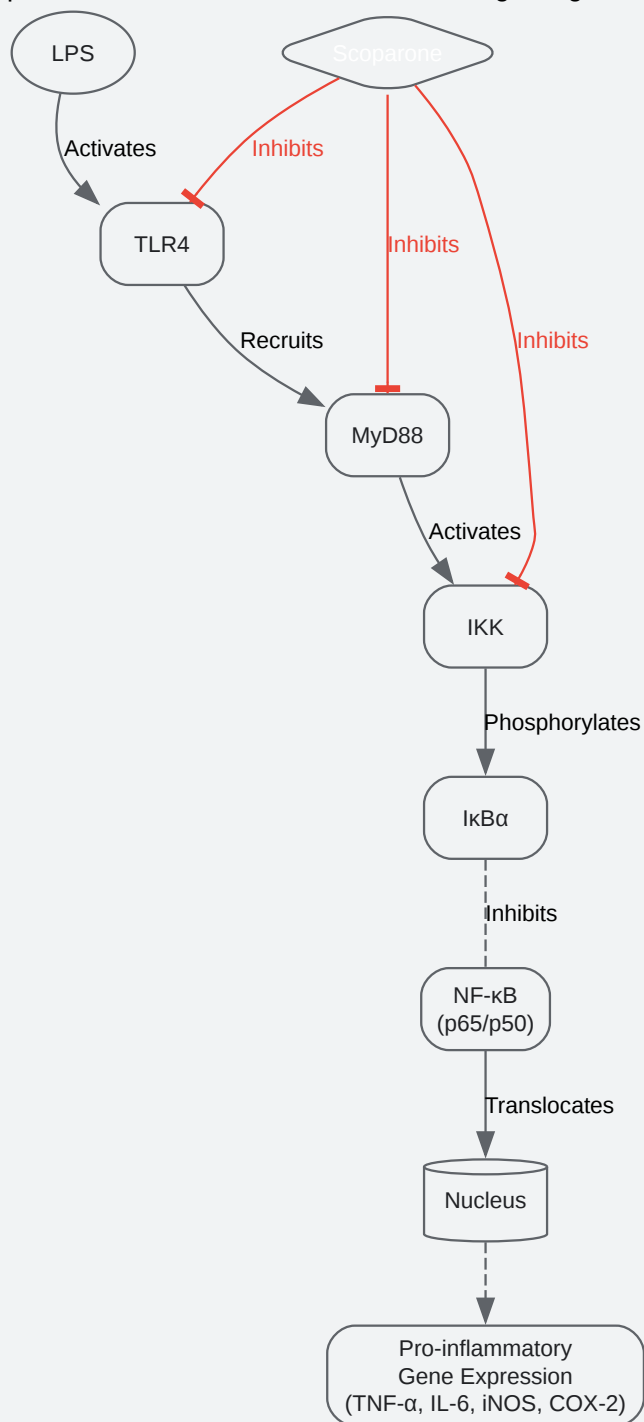 LPS
Scoparone
Activates
Inhibits
TLR4
Inhibits
Recruits
Inhibits
MyD88
Activates
IKK
Phosphorylates
IκBα
Inhibits
NF-κB
(p65/p50)
Translocates
Nucleus
Pro-inflammatory
Gene Expression
(TNF-α, IL-6, iNOS, COX-2)